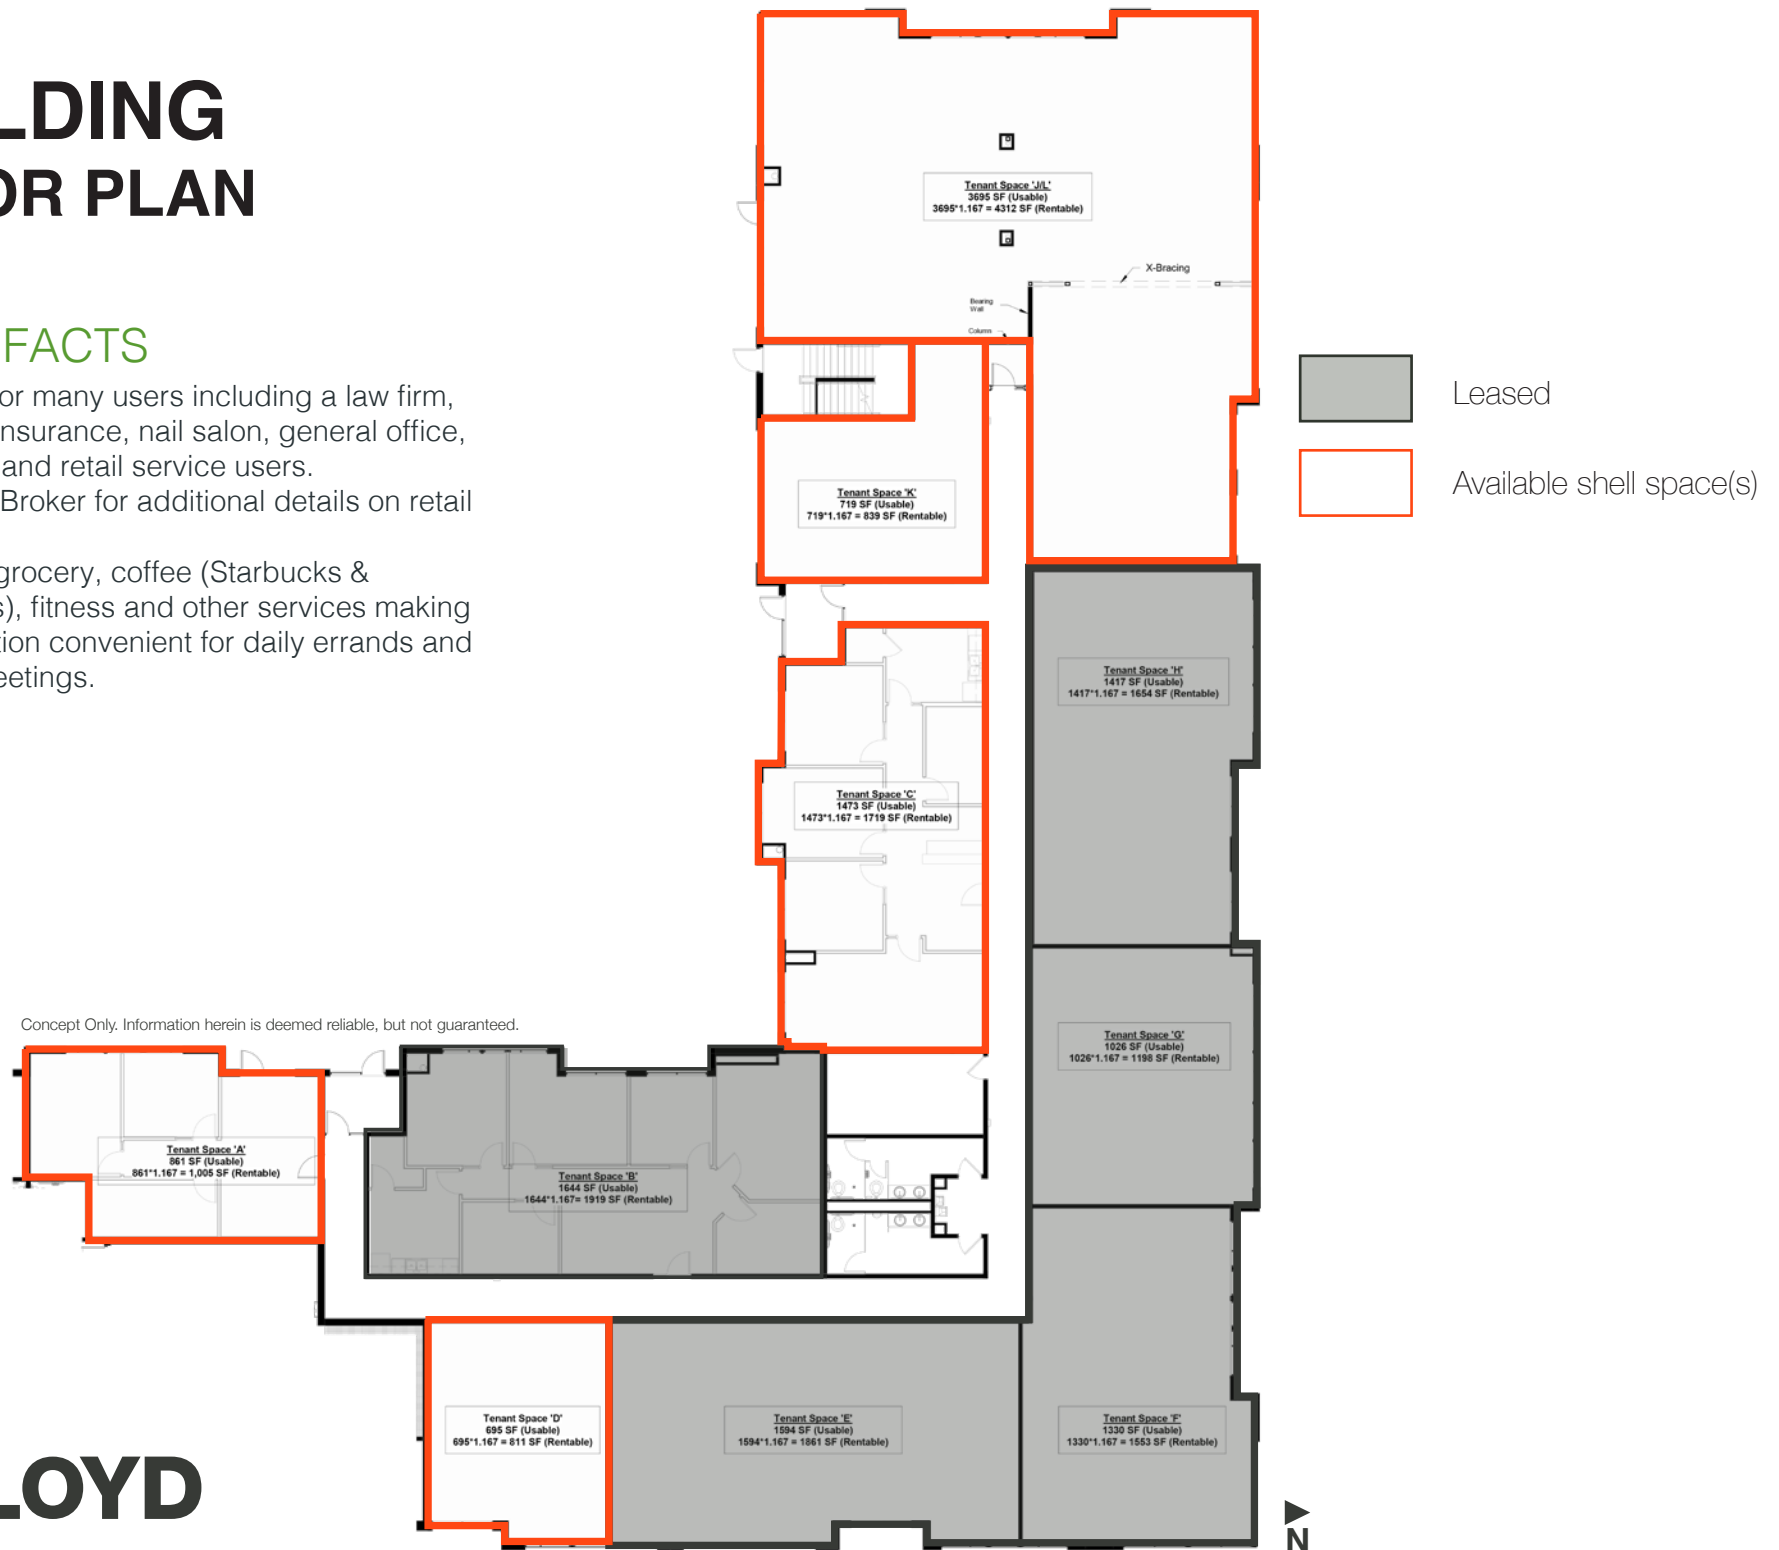 LDING
OR PLAN
FACTS
or many users including a law firm,
nsurance, nail salon, general office,
and retail service users.
Broker for additional details on retail
grocery, coffee (Starbucks &
s), fitness and other services making
tion convenient for daily errands and
eetings.
Tenant Space 'J/L'
3695 SF (Usable)
3695*1.167 = 4312 SF (Rentable)
X-Bracing
Bearing
Wall
Column
Leased
Available shell space(s)
Tenant Space 'K'
719 SF (Usable)
719*1.167 = 839 SF (Rentable)
Tenant Space 'H'
1417 SF (Usable)
1417*1.167 = 1654 SF (Rentable)
Tenant Space 'C'
1473 SF (Usable)
1473*1.167 = 1719 SF (Rentable)
Concept Only. Information herein is deemed reliable, but not guaranteed.
Tenant Space 'G'
1026 SF (Usable)
1026*1.167 = 1198 SF (Rentable)
Tenant Space 'A'
861 SF (Usable)
861*1.167 = 1,005 SF (Rentable)
Tenant Space 'B'
1644 SF (Usable)
1644*1.167= 1919 SF (Rentable)
Tenant Space 'D'
695 SF (Usable)
695*1.167 = 811 SF (Rentable)
Tenant Space 'E'
1594 SF (Usable)
1594*1.167 = 1861 SF (Rentable)
Tenant Space 'F'
1330 SF (Usable)
1330*1.167 = 1553 SF (Rentable)
LOYD
N